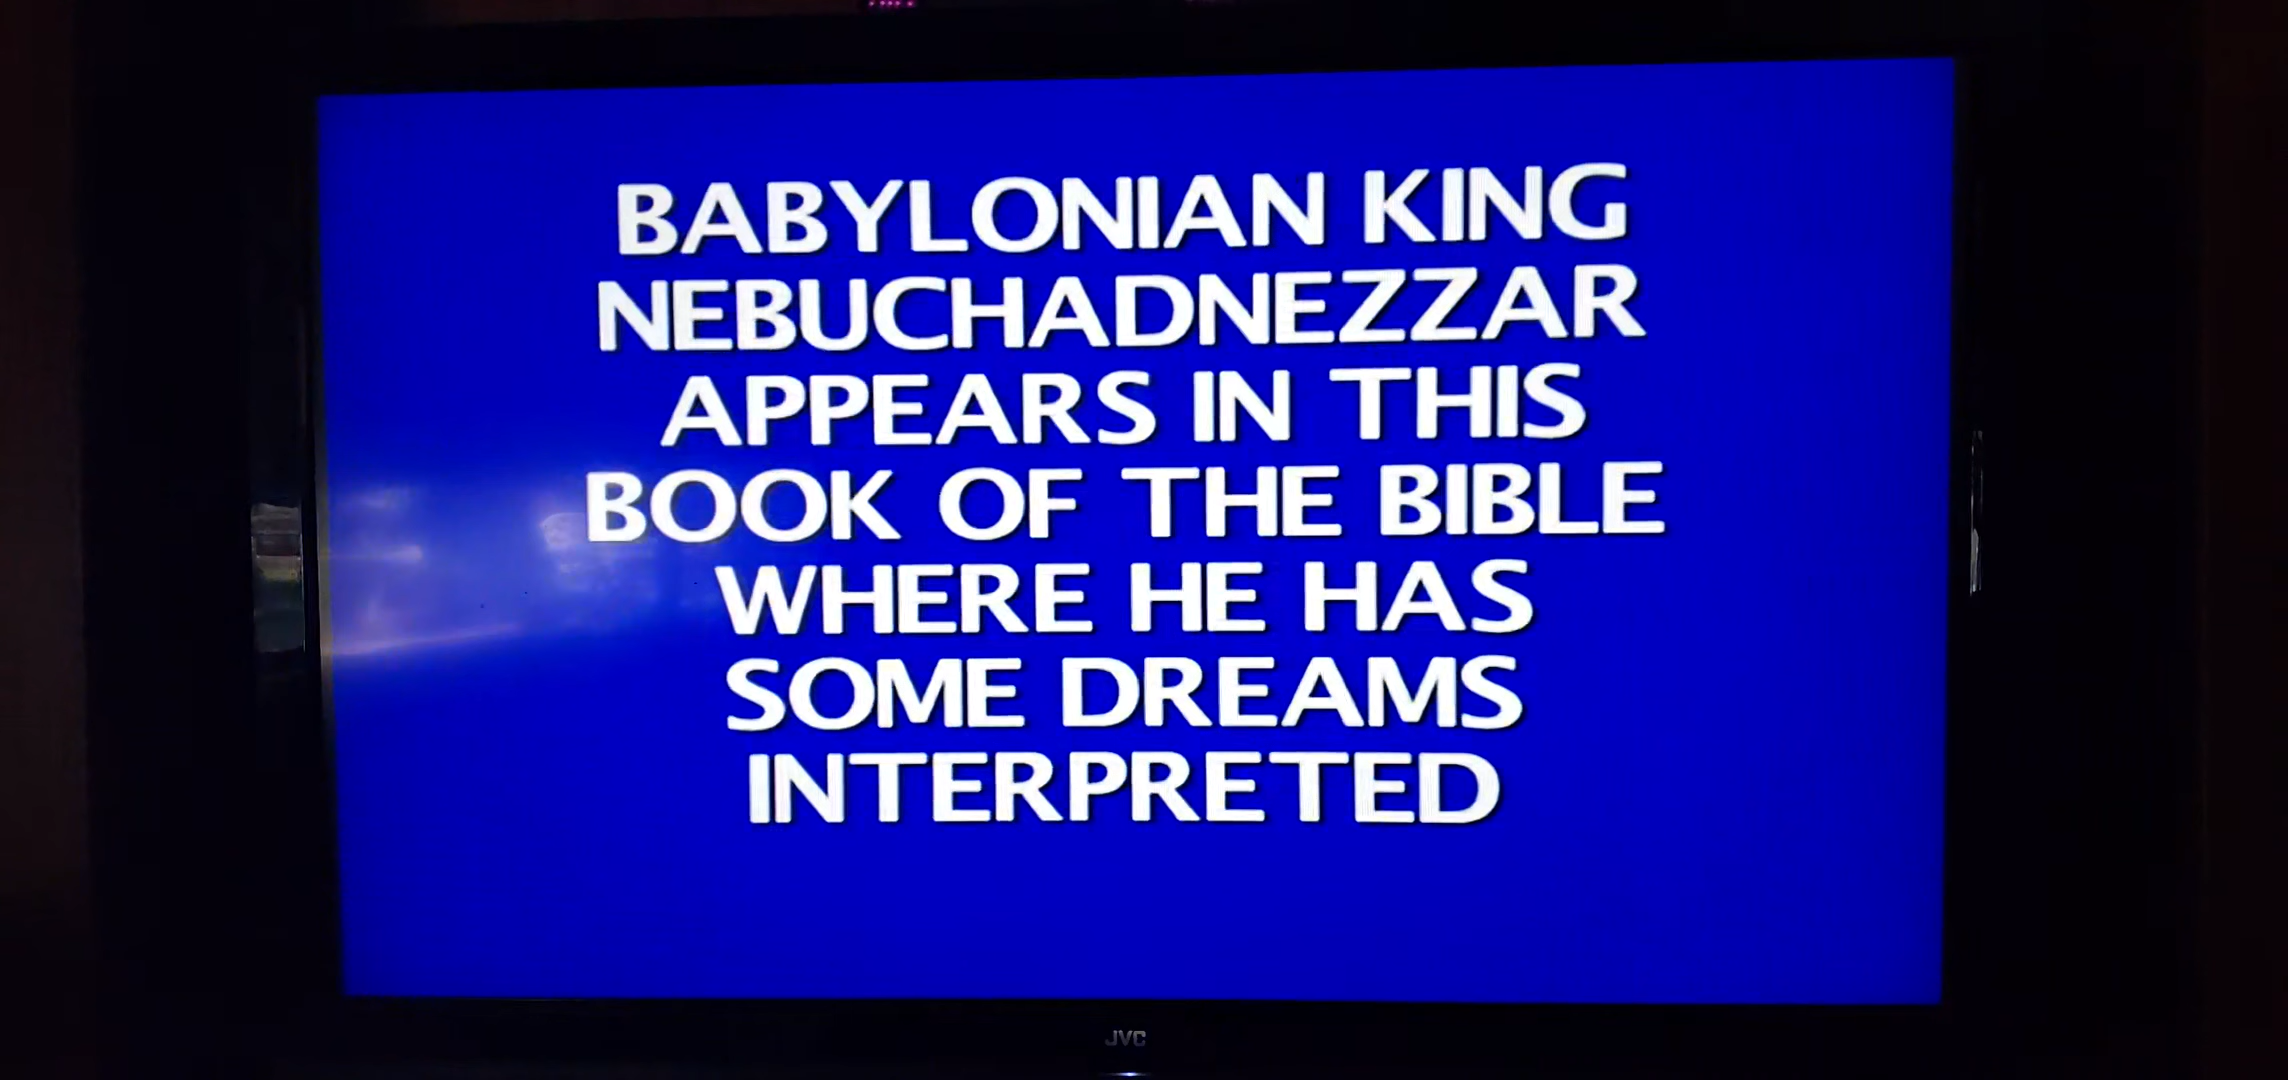 BABYLONIAN KING
NEBUCHADNEZZAR
APPEARS IN THIS
BOOK OF THE BIBLE
WHERE HE HAS
SOME DREAMS
INTERPRETED
JVC